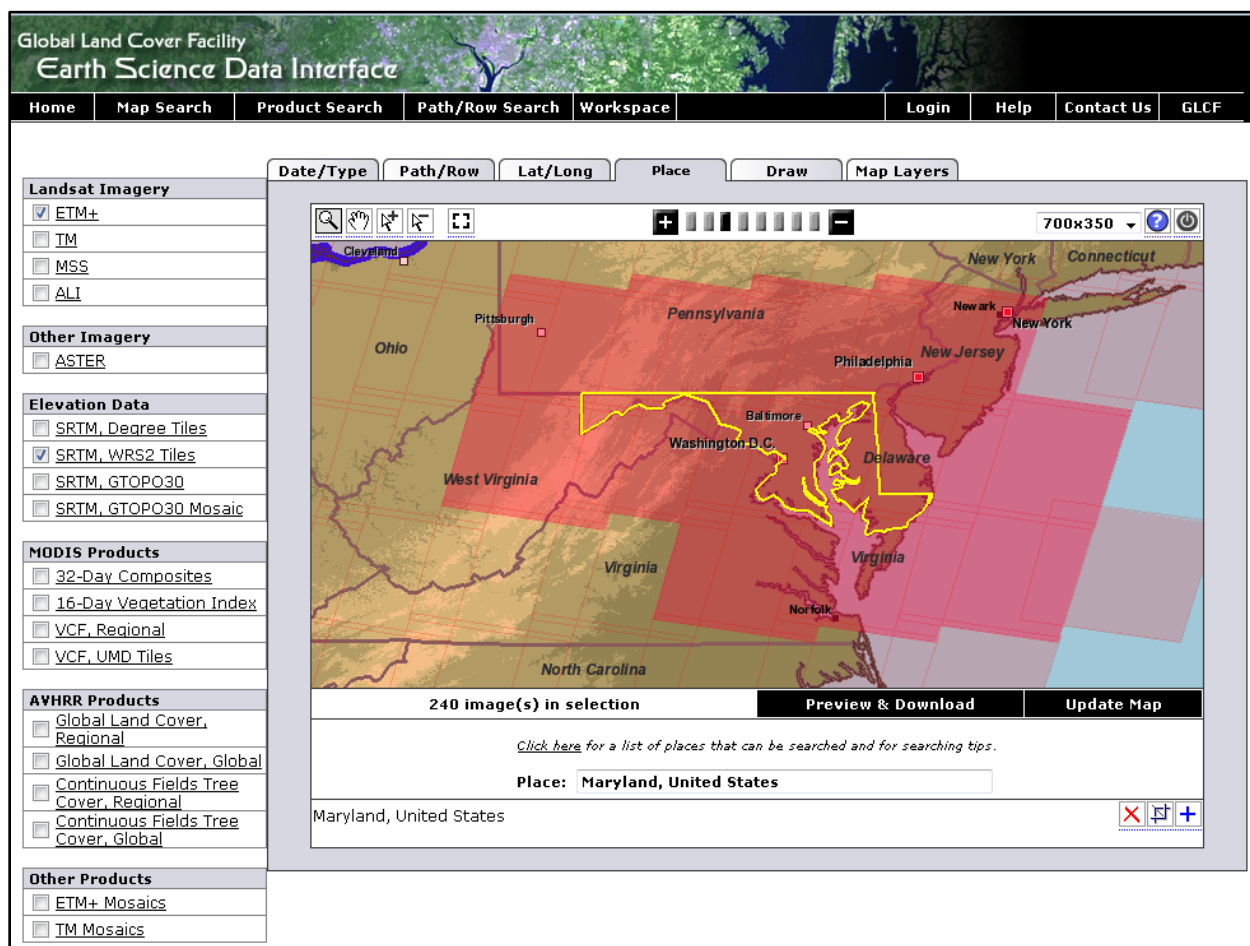 Global Land Cover Facility
Earth Science Data Interface
Home Map Search Product Search Path/Row Search Workspace Login Help Contact Us GLCF
Date/Type Path/Row Lat/Long Place Draw Map Layers
Landsat Imagery
ETM+
TM
MSS
ALI
Other Imagery
ASTER
Elevation Data
SRTM, Degree Tiles
SRTM, WRS2 Tiles
SRTM, GTOPO30
SRTM, GTOPO30 Mosaic
MODIS Products
32-Day Composites
16-Day Vegetation Index
VCF, Regional
VCF, UMD Tiles
AVHRR Products
Global Land Cover,
Regional
Global Land Cover, Global
Continuous Fields Tree
Cover, Regional
Continuous Fields Tree
Cover, Global
Other Products
ETM+ Mosaics
TM Mosaics
700x350
Cleveland
New York
Connecticut
Newark
New York
Pennsylvania
Pittsburgh
Ohio
Philadelphia
New Jersey
Baltimore
Washington D.C.
Delaware
West Virginia
Virginia
Virginia
Norfolk
North Carolina
240 image(s) in selection Preview & Download Update Map
Click here for a list of places that can be searched and for searching tips.
Place: Maryland, United States
Maryland, United States